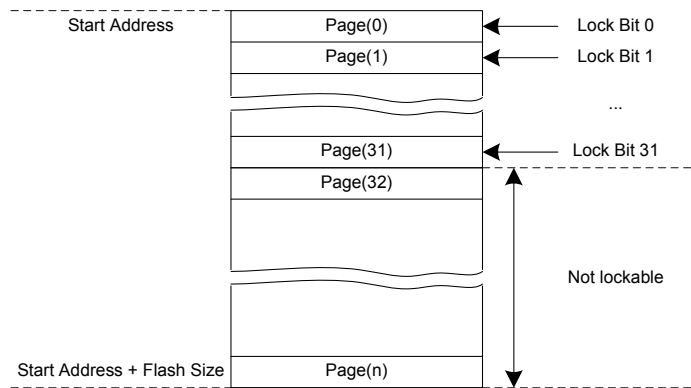 Start Address
Page(0)
Lock Bit 0
Page(1)
Lock Bit 1
...
Page(31)
Lock Bit 31
Page(32)
Not lockable
Start Address + Flash Size
Page(n)